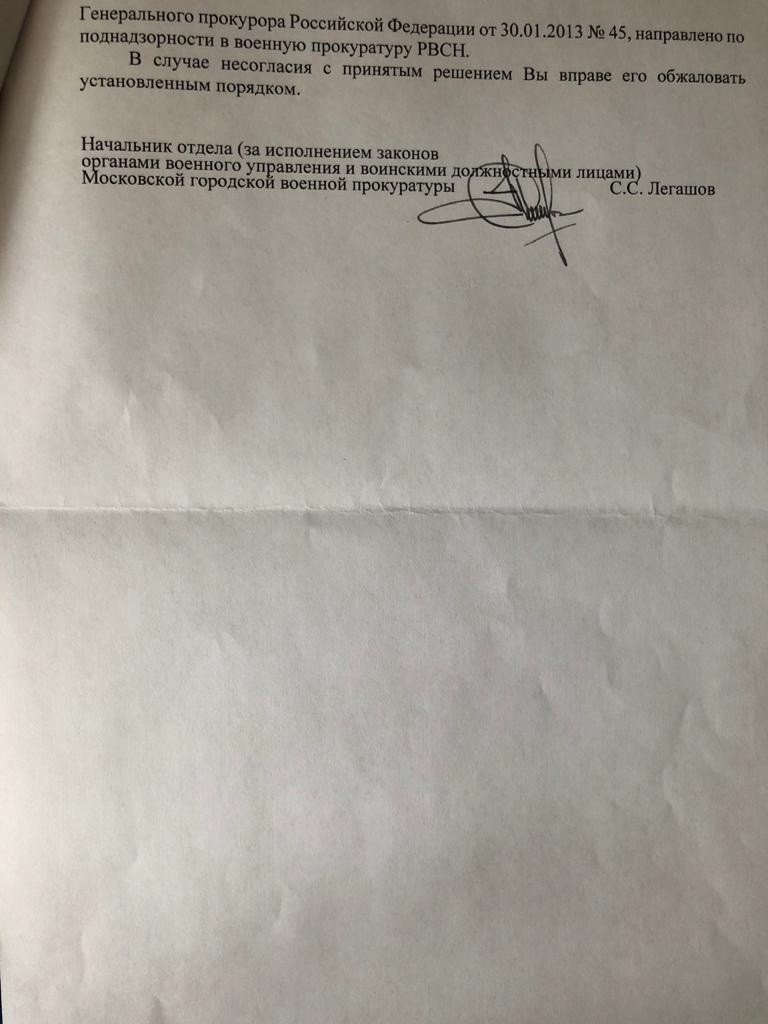 Генерального прокурора Российской Федерации от 30.01.2013 № 45, направлено по
поднадзорности в военную прокуратуру РВСН.
В случае несогласия с принятым решением Вы вправе его обжаловать
установленным порядком.
Начальник отдела (за исполнением законов
органами военного управления и воинскими должностными лицами)
Московской городской военной прокуратуры С.С. Легашов